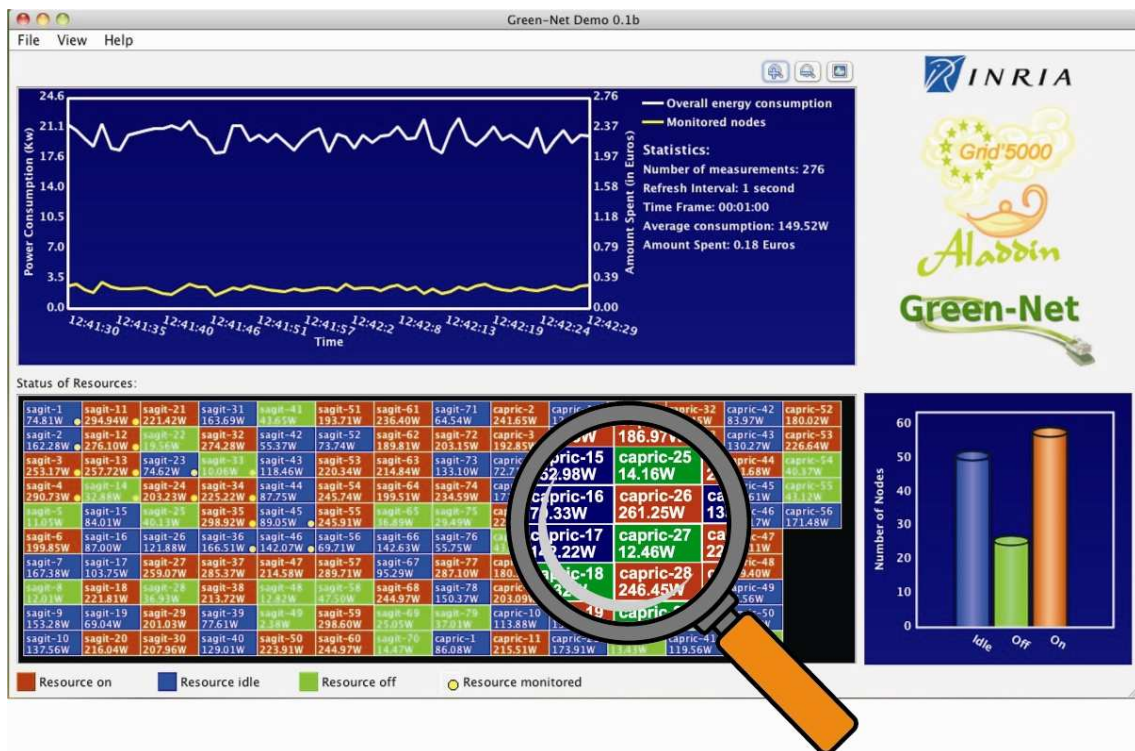 Green-Net Demo 0.1b
File View Help
INRIA
Grid'5000
Aladdin
Green-Net
24.6
21.1
17.6
14.0
10.5
7.0
3.5
0.0
Power Consumption (Kw)
2.76
2.37
1.97
1.58
1.18
0.79
0.39
0.00
Amount Spent (in Euros)
12:41:30 12:41:35 12:41:40 12:41:46 12:41:51 12:41:57 12:42:2 12:42:8 12:42:13 12:42:19 12:42:24 12:42:29
Time
Overall energy consumption
Monitored nodes
Statistics:
Number of measurements: 276
Refresh Interval: 1 second
Time Frame: 00:01:00
Average consumption: 149.52W
Amount Spent: 0.18 Euros
Status of Resources:
sagit-1 sagit-11 sagit-21 sagit-31 sagit-41 sagit-51 sagit-61 sagit-71 capric-2 capric-32 capric-42 capric-52
74.81W 294.94W 221.42W 163.69W 43.65W 193.71W 236.40W 64.54W 241.65W 83.97W 180.02W
sagit-2 sagit-12 sagit-22 sagit-32 sagit-42 sagit-52 sagit-62 sagit-72 capric-3 capric-43 capric-53
162.28W 276.10W 19.56W 274.28W 55.37W 73.74W 189.81W 203.15W 192.85W 186.97W 130.27W 226.64W
sagit-3 sagit-13 sagit-23 sagit-33 sagit-43 sagit-53 sagit-63 sagit-73 capric-15 capric-25 capric-54
253.17W 257.72W 74.62W 10.06W 118.46W 220.34W 214.84W 133.10W 14.16W 40.17W
sagit-4 sagit-14 sagit-24 sagit-34 sagit-44 sagit-54 sagit-64 sagit-74 capric-16 capric-26 capric-55
290.73W 32.88W 203.23W 225.22W 87.75W 245.74W 199.51W 234.59W 261.25W 43.12W
sagit-5 sagit-15 sagit-25 sagit-35 sagit-45 sagit-55 sagit-65 sagit-75 capric-17 capric-27 capric-56
11.05W 84.01W 40.13W 298.92W 89.05W 245.91W 36.89W 29.49W 12.46W 171.48W
sagit-6 sagit-16 sagit-26 sagit-36 sagit-46 sagit-56 sagit-66 sagit-76 capric-28
199.85W 87.00W 121.88W 166.51W 142.07W 69.71W 142.63W 55.75W 246.45W
sagit-7 sagit-17 sagit-27 sagit-37 sagit-47 sagit-57 sagit-67 sagit-77
167.38W 103.75W 259.07W 285.37W 214.58W 289.71W 95.29W 287.10W
sagit-8 sagit-18 sagit-28 sagit-38 sagit-48 sagit-58 sagit-68 sagit-78
12.01W 221.81W 36.93W 213.72W 12.82W 47.50W 244.97W 150.37W 203.09W
sagit-9 sagit-19 sagit-29 sagit-39 sagit-49 sagit-59 sagit-69 sagit-79 capric-10
153.28W 69.04W 201.03W 77.61W 2.38W 298.60W 25.05W 37.01W 113.88W
sagit-10 sagit-20 sagit-30 sagit-40 sagit-50 sagit-60 sagit-70 capric-1 capric-11 capric-41
137.56W 216.04W 207.96W 129.01W 223.91W 244.97W 14.47W 86.08W 215.51W 173.91W 13.43W 119.56W
Resource on Resource idle Resource off Resource monitored
60
50
40
30
20
10
0
Number of Nodes
Idle Off On